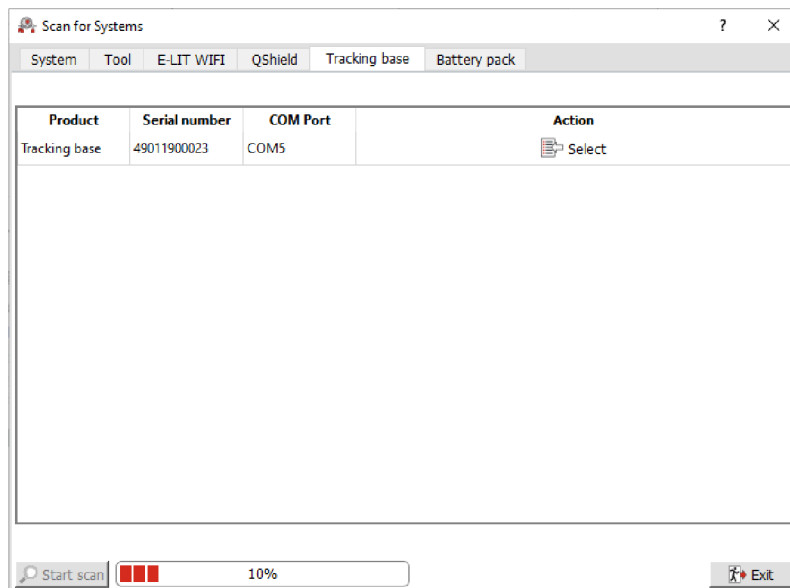 Scan for Systems ?
System Tool E-LIT WIFI QShield Tracking base Battery pack
Product Serial number COM Port Action
Tracking base 49011900023 COM5 Select
Start scan 10% Exit